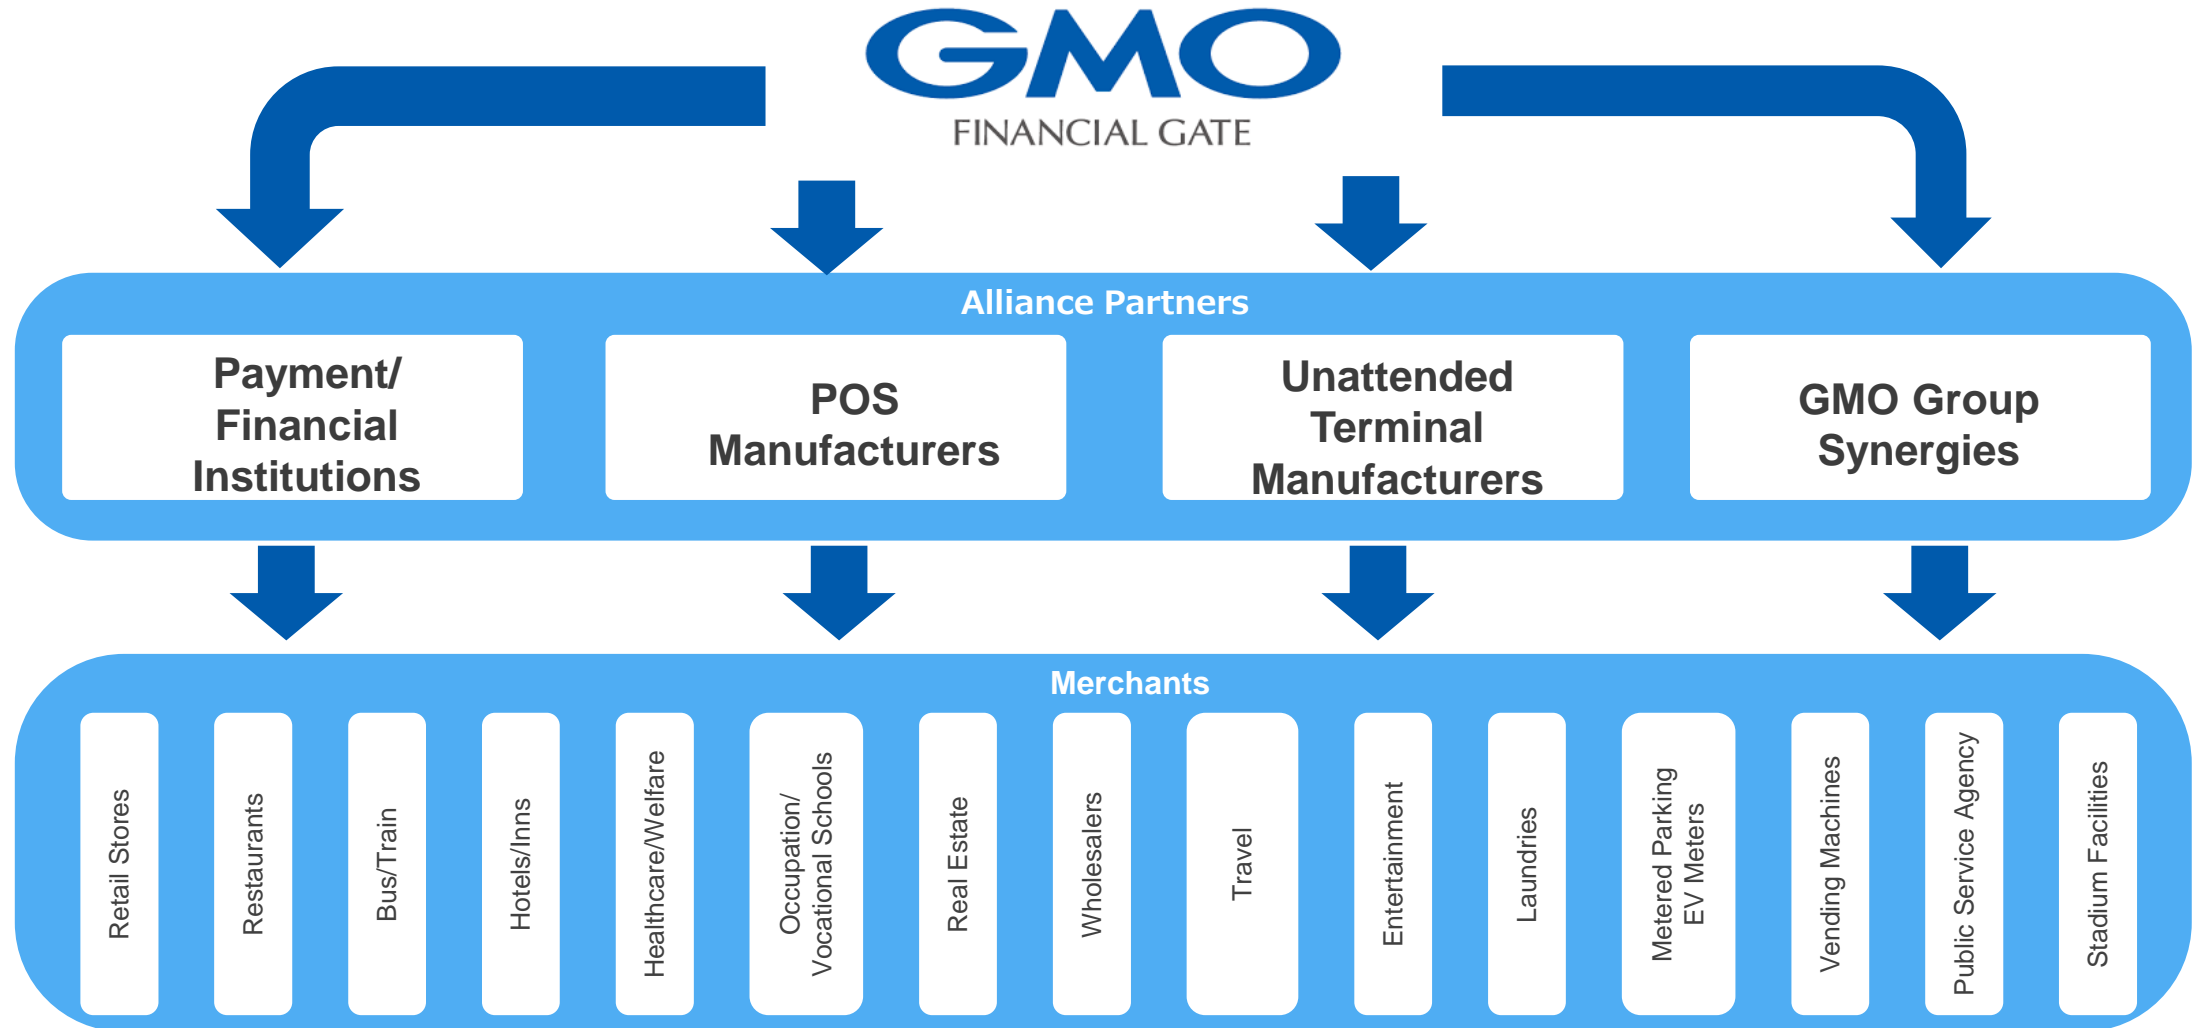 GMO
FINANCIAL GATE
Alliance Partners
Payment/
Financial
Institutions
POS
Manufacturers
Unattended
Terminal
Manufacturers
GMO Group
Synergies
Merchants
Retail Stores
Restaurants
Bus/Train
Hotels/Inns
Healthcare/Welfare
Occupation/
Vocational Schools
Real Estate
Wholesalers
Travel
Entertainment
Laundries
Metered Parking
EV Meters
Vending Machines
Public Service Agency
Stadium Facilities